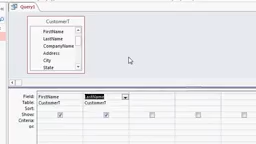 Query1
CustomerT
FirstName
LastName
CompanyName
Address
City
State
Field: FirstName LastName
Table: CustomerT CustomerT
Sort:
Show:
Criteria:
or: